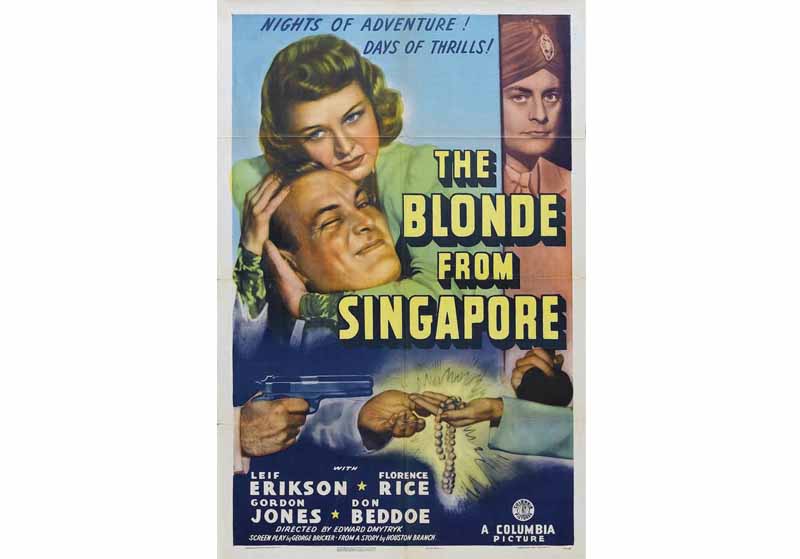 NIGHTS OF ADVENTURE!
DAYS OF THRILLS!
THE
BLONDE
FROM
SINGAPORE
WITH
LEIF ERIKSON ★ FLORENCE RICE
GORDON JONES ★ DON BEDDOE
DIRECTED BY EDWARD DMYTRYK
SCREEN PLAY by GEORGE BRICKER • FROM A STORY by HOUSTON BRANCH
A COLUMBIA
PICTURE